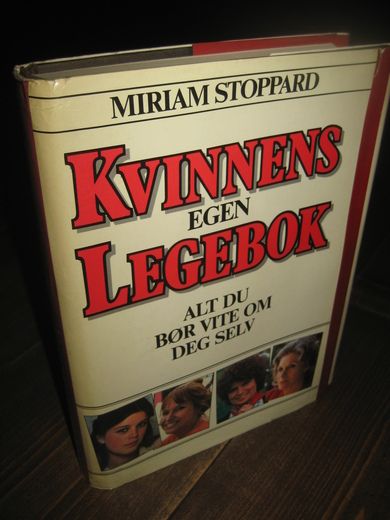 MIRIAM STOPPARD
KVINNENS
EGEN
LEGEBOK
ALT DU
BØR VITE OM
DEG SELV